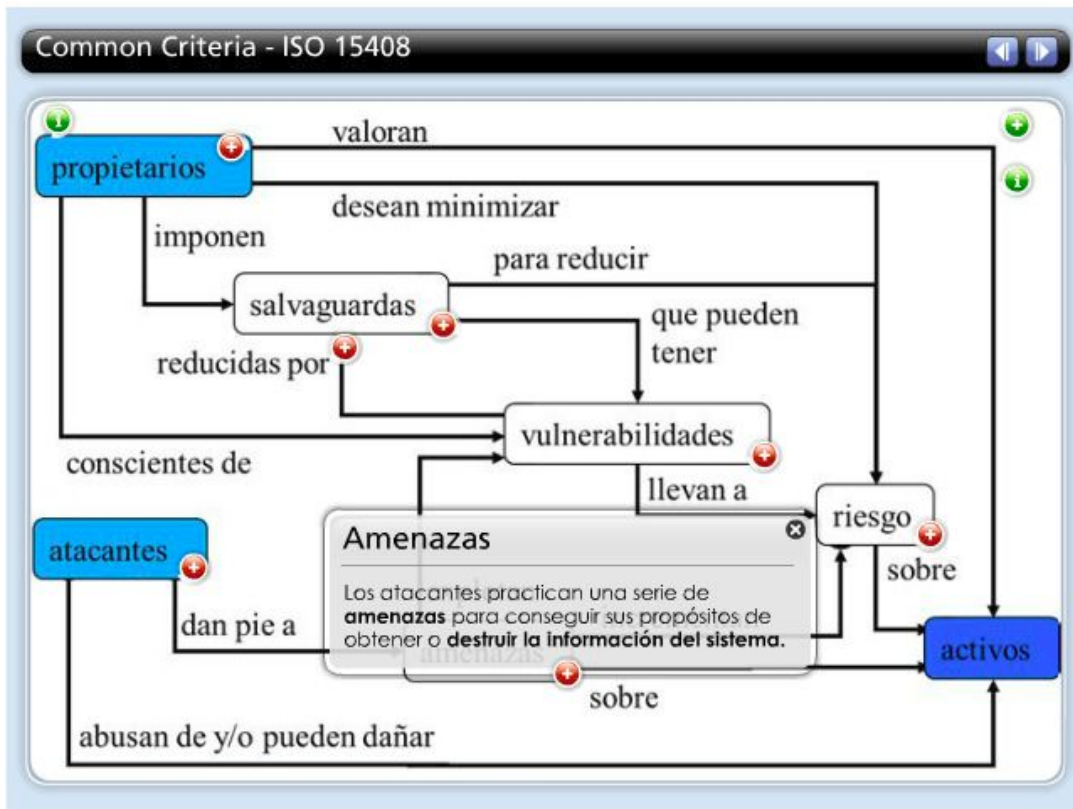 Common Criteria - ISO 15408
valoran
propietarios
desean minimizar
imponen
para reducir
salvaguardas
que pueden
tener
reducidas por
vulnerabilidades
conscientes de
llevan a
riesgo
atacantes
sobre
Amenazas
Los atacantes practican una serie de
amenazas para conseguir sus propósitos de
obtener o destruir la información del sistema.
dan pie a
amenazas
activos
sobre
abusan de y/o pueden dañar